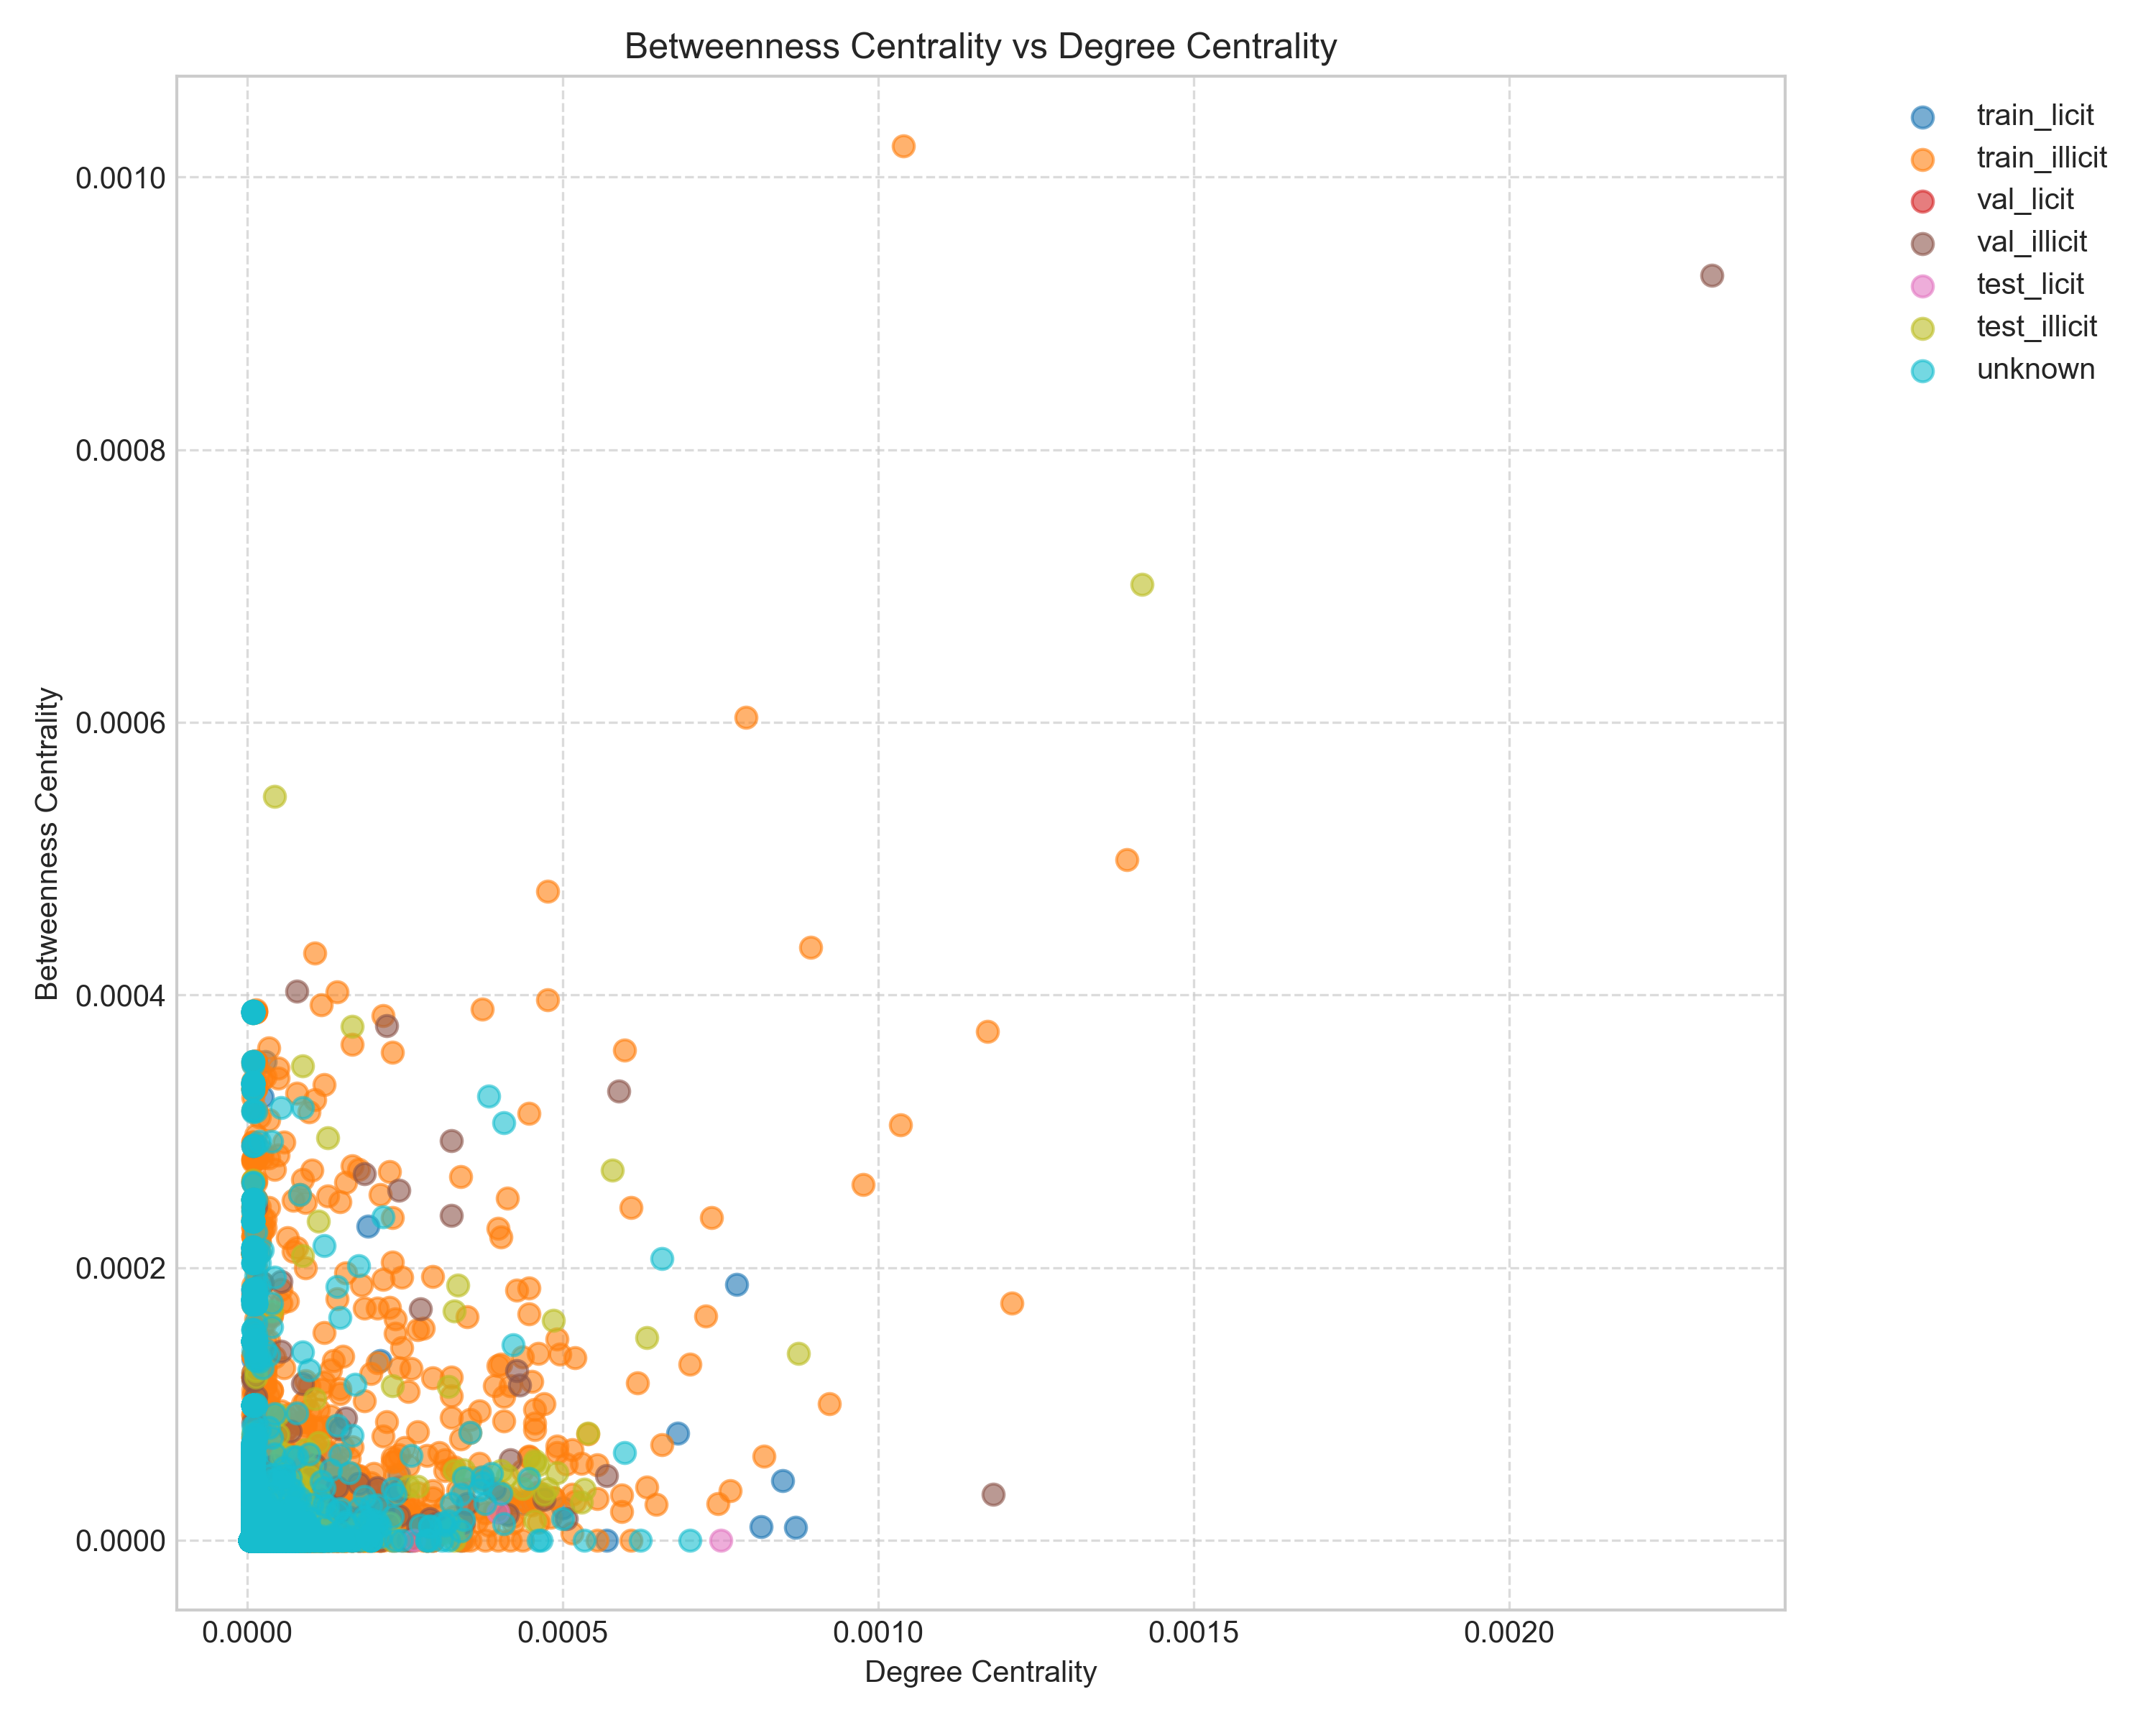 Betweenness Centrality vs Degree Centrality
train_licit
train_illicit
val_licit
val_illicit
test_licit
test_illicit
unknown
Betweenness Centrality
0.0010
0.0008
0.0006
0.0004
0.0002
0.0000
0.0000 0.0005 0.0010 0.0015 0.0020
Degree Centrality